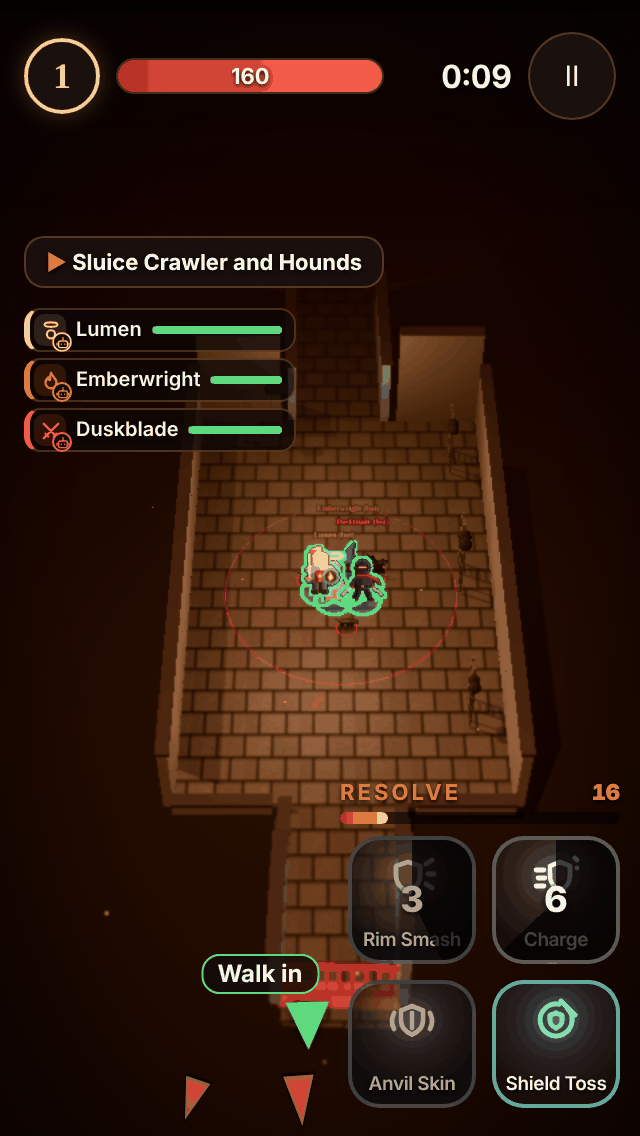 1
160
0:09
Sluice Crawler and Hounds
Lumen
Emberwright
Duskblade
RESOLVE
16
3
Rim Smash
6
Charge
Walk in
Anvil Skin
Shield Toss